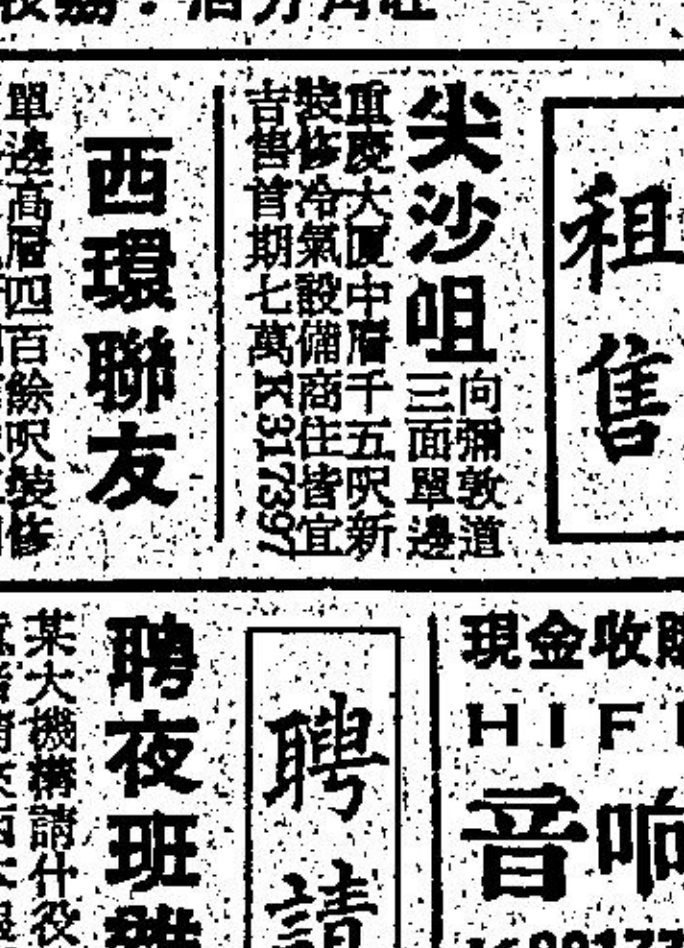 租售
尖沙咀
向彌敦道
三面單邊
重慶大厦中層千五呎新
裝修冷氣設備商住皆宜
吉售首期七萬K317397
西環聯友
單邊高層四百餘呎裝修
現金收
HIF
音响
聘請
聘夜班
某大機構請什役